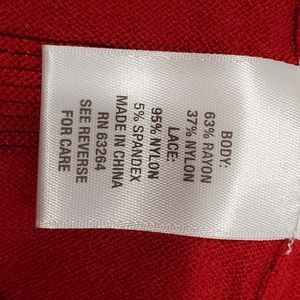 BODY:
63% RAYON
37% NYLON
LACE:
95% NYLON
5% SPANDEX
MADE IN CHINA
RN 63264
SEE REVERSE
FOR CARE